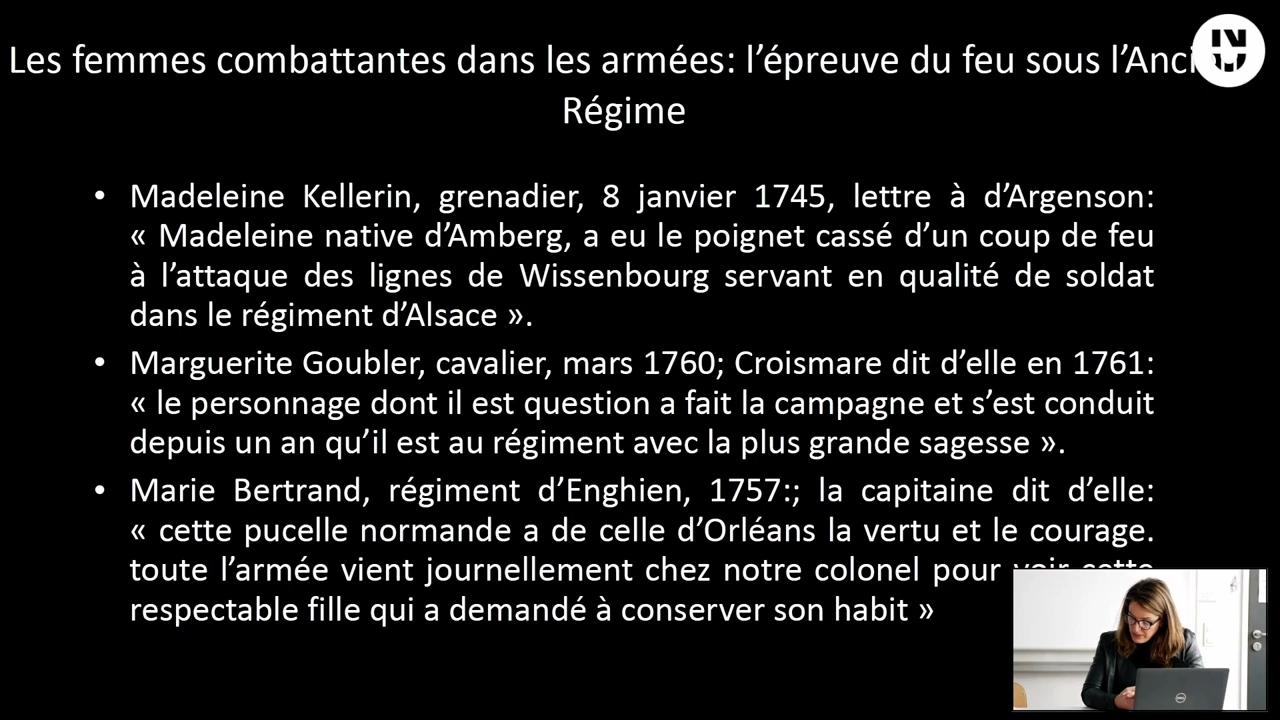 Les femmes combattantes dans les armées: l’épreuve du feu sous l’Ancien
Régime
• Madeleine Kellerin, grenadier, 8 janvier 1745, lettre à d’Argenson:
« Madeleine native d’Amberg, a eu le poignet cassé d’un coup de feu
à l’attaque des lignes de Wissenbourg servant en qualité de soldat
dans le régiment d’Alsace ».
• Marguerite Goubler, cavalier, mars 1760; Croismare dit d’elle en 1761:
« le personnage dont il est question a fait la campagne et s’est conduit
depuis un an qu’il est au régiment avec la plus grande sagesse ».
• Marie Bertrand, régiment d’Enghien, 1757:; la capitaine dit d’elle:
« cette pucelle normande a de celle d’Orléans la vertu et le courage.
toute l’armée vient journellement chez notre colonel pour voir cette
respectable fille qui a demandé à conserver son habit »
DELL